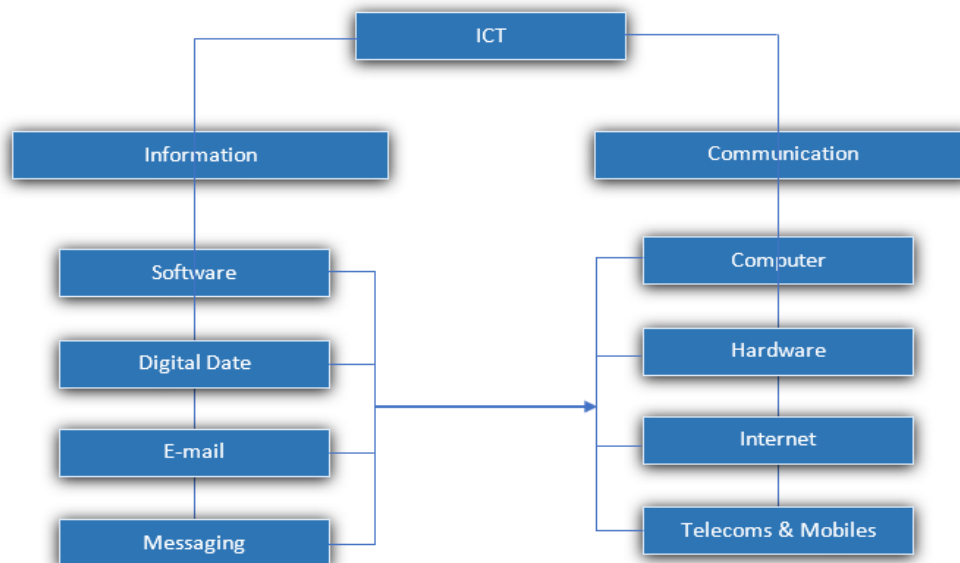 ICT
Information
Communication
Software
Digital Date
E-mail
Messaging
Computer
Hardware
Internet
Telecoms & Mobiles